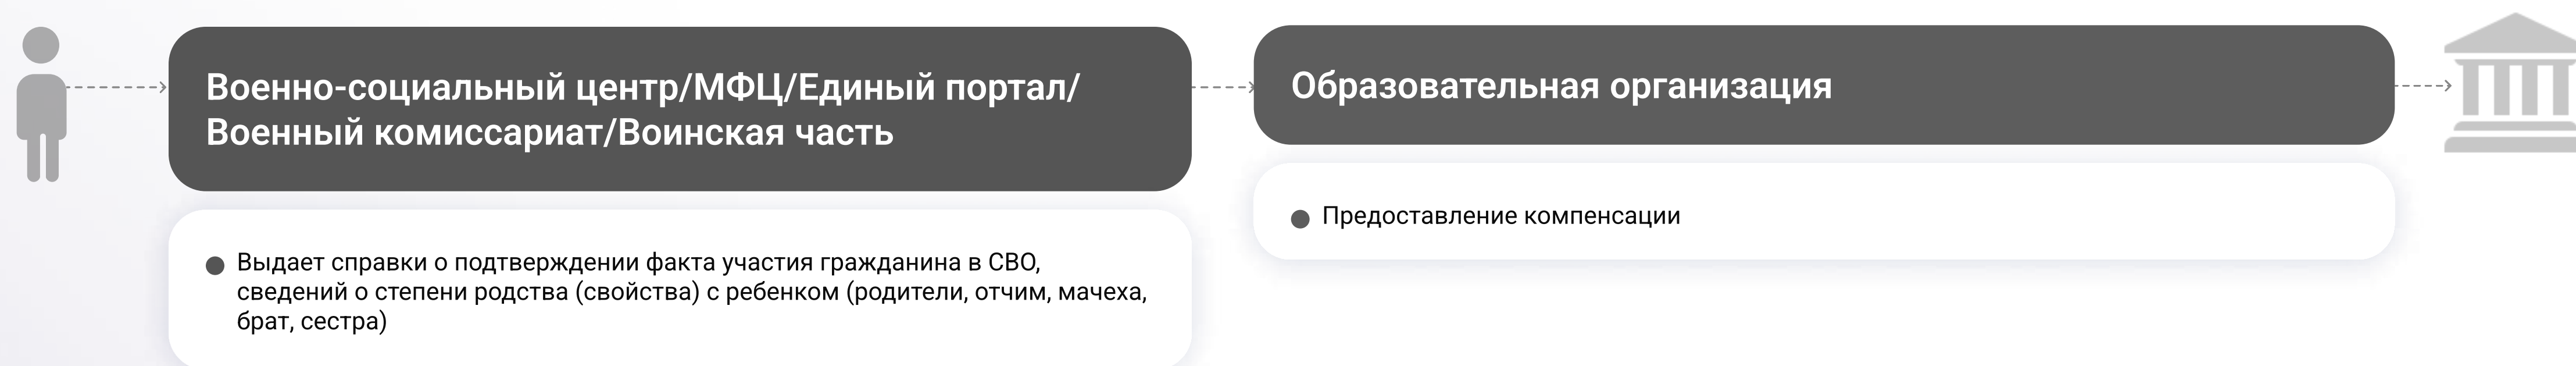 Военно-социальный центр/МФЦ/Единый портал/
Военный комиссариат/Воинская часть
Выдает справки о подтверждении факта участия гражданина в СВО,
сведений о степени родства (свойства) с ребенком (родители, отчим, мачеха,
брат, сестра)
Образовательная организация
Предоставление компенсации